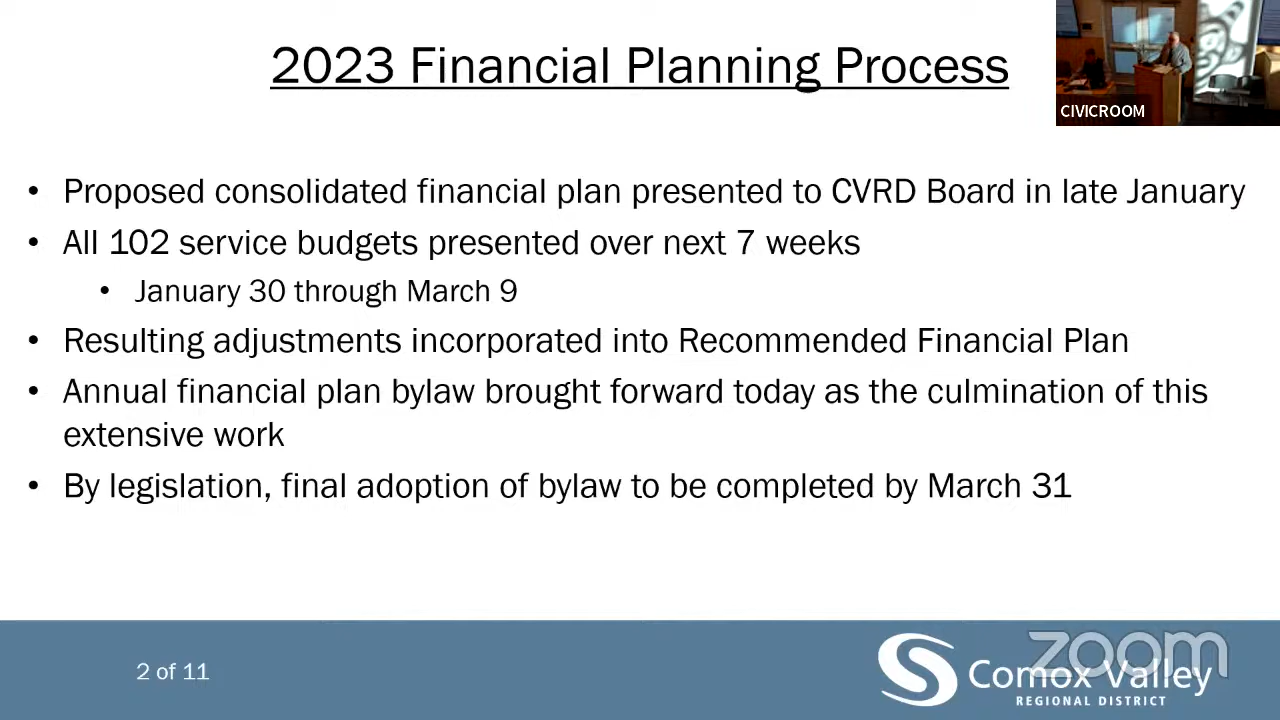 2023 Financial Planning Process
CIVICROOM
• Proposed consolidated financial plan presented to CVRD Board in late January
• All 102 service budgets presented over next 7 weeks
• January 30 through March 9
• Resulting adjustments incorporated into Recommended Financial Plan
• Annual financial plan bylaw brought forward today as the culmination of this
extensive work
• By legislation, final adoption of bylaw to be completed by March 31
2 of 11
zoom
Comox Valley
REGIONAL DISTRICT